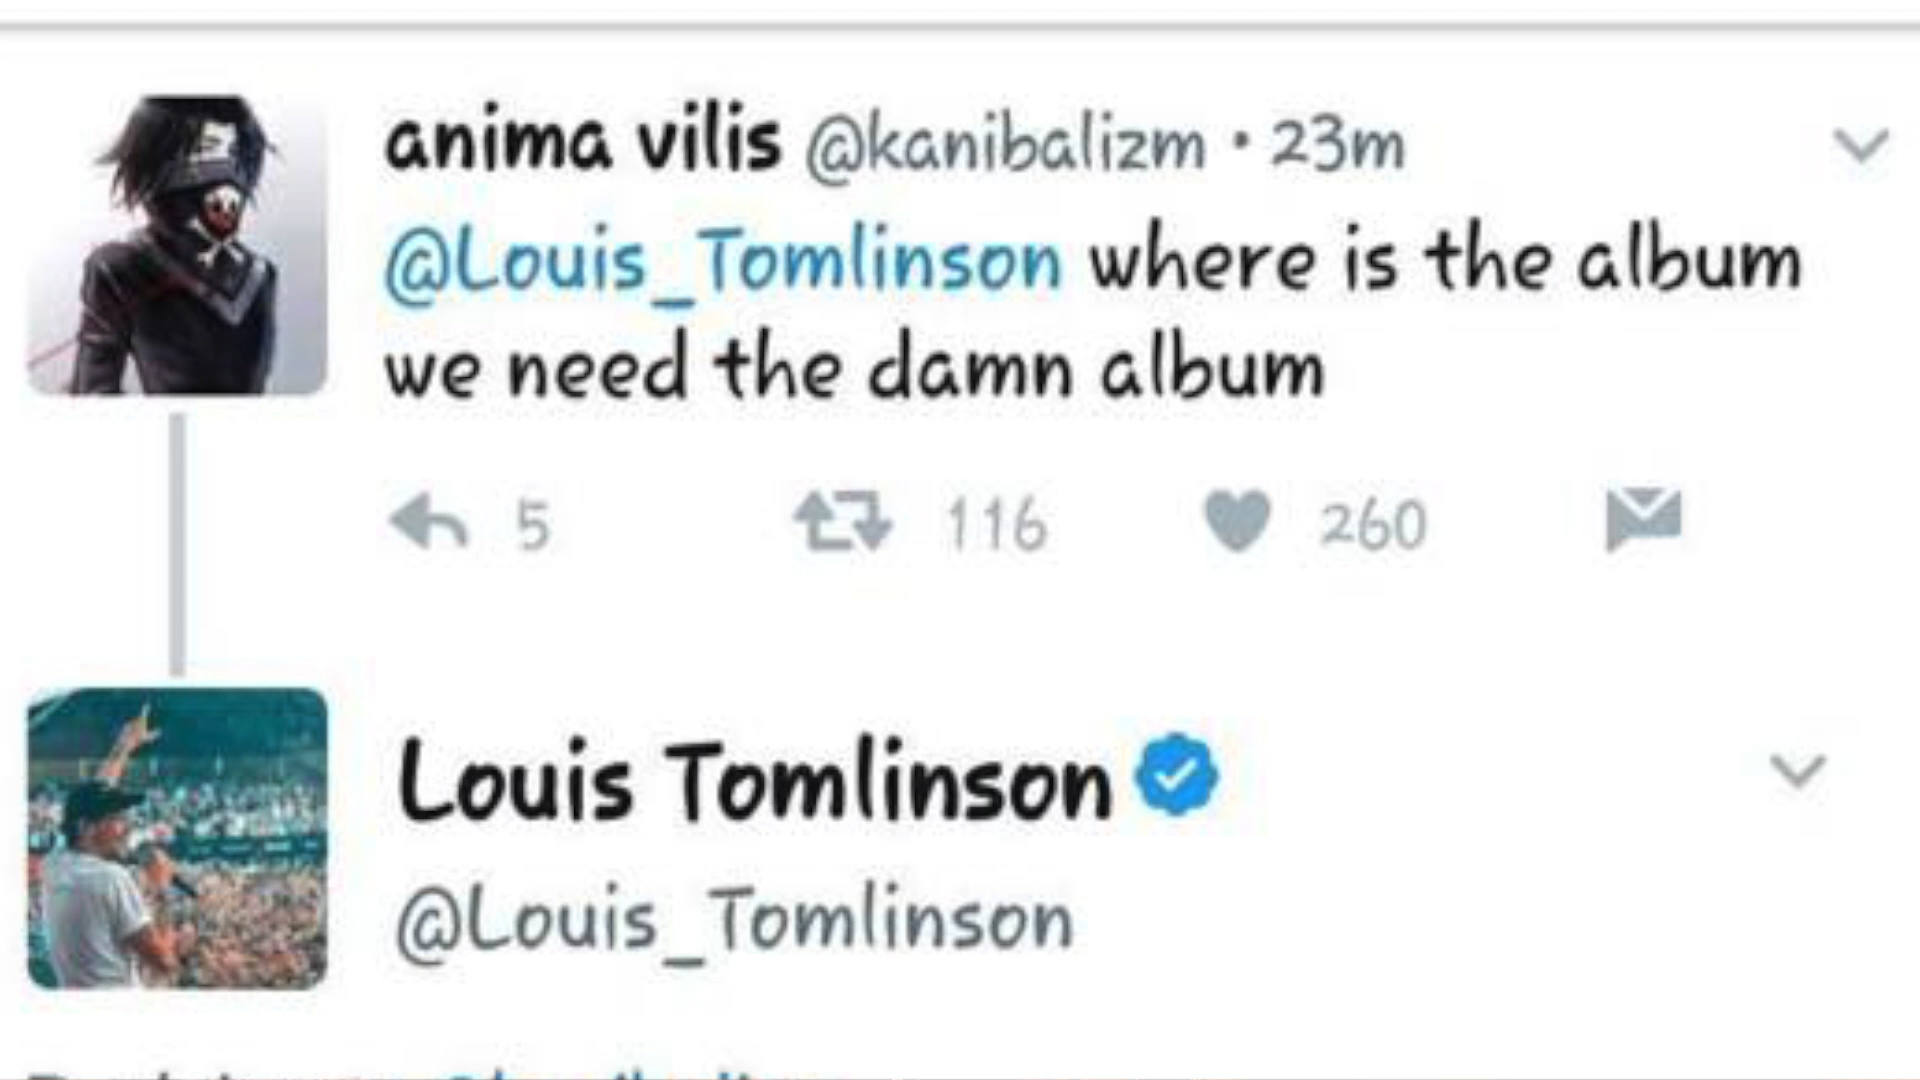 anima vilis @kanibalizm • 23m
@Louis_Tomlinson where is the album
we need the damn album
5 116 260
Louis Tomlinson
@Louis_Tomlinson